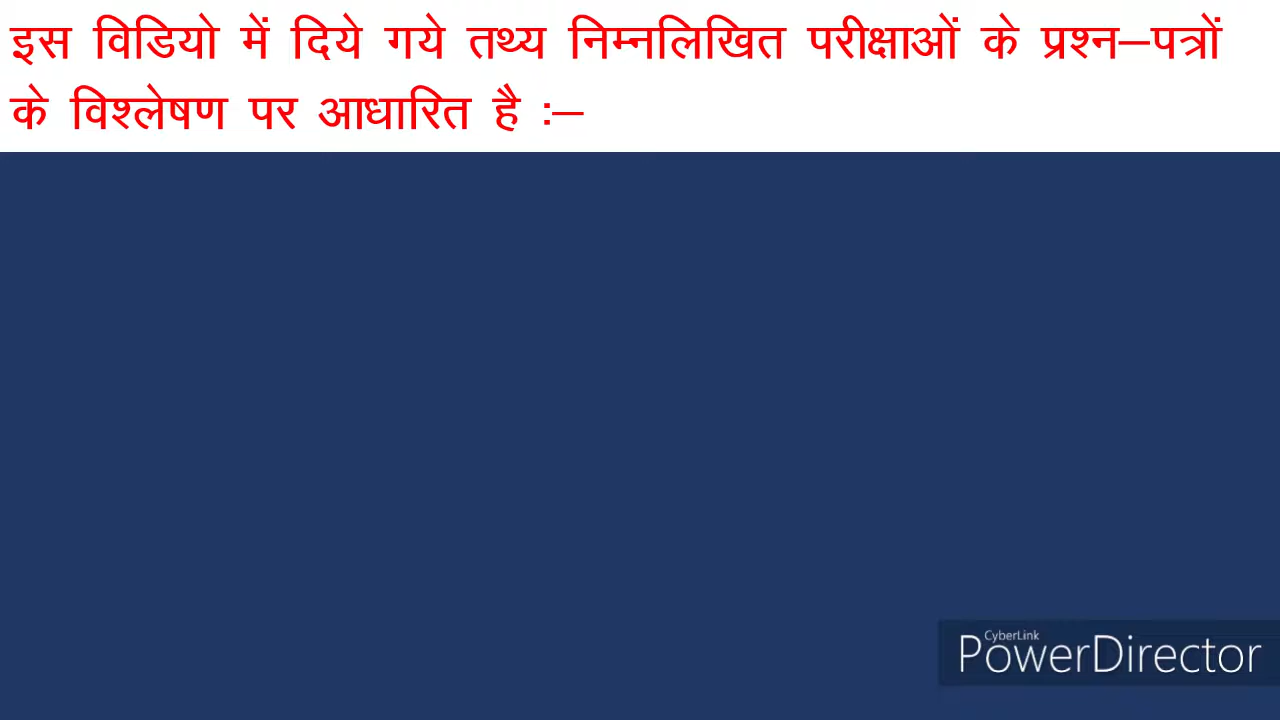 इस विडियो में दिये गये तथ्य निम्नलिखित परीक्षाओं के प्रश्न–पत्रों
के विश्लेषण पर आधारित है :–
CyberLink
PowerDirector